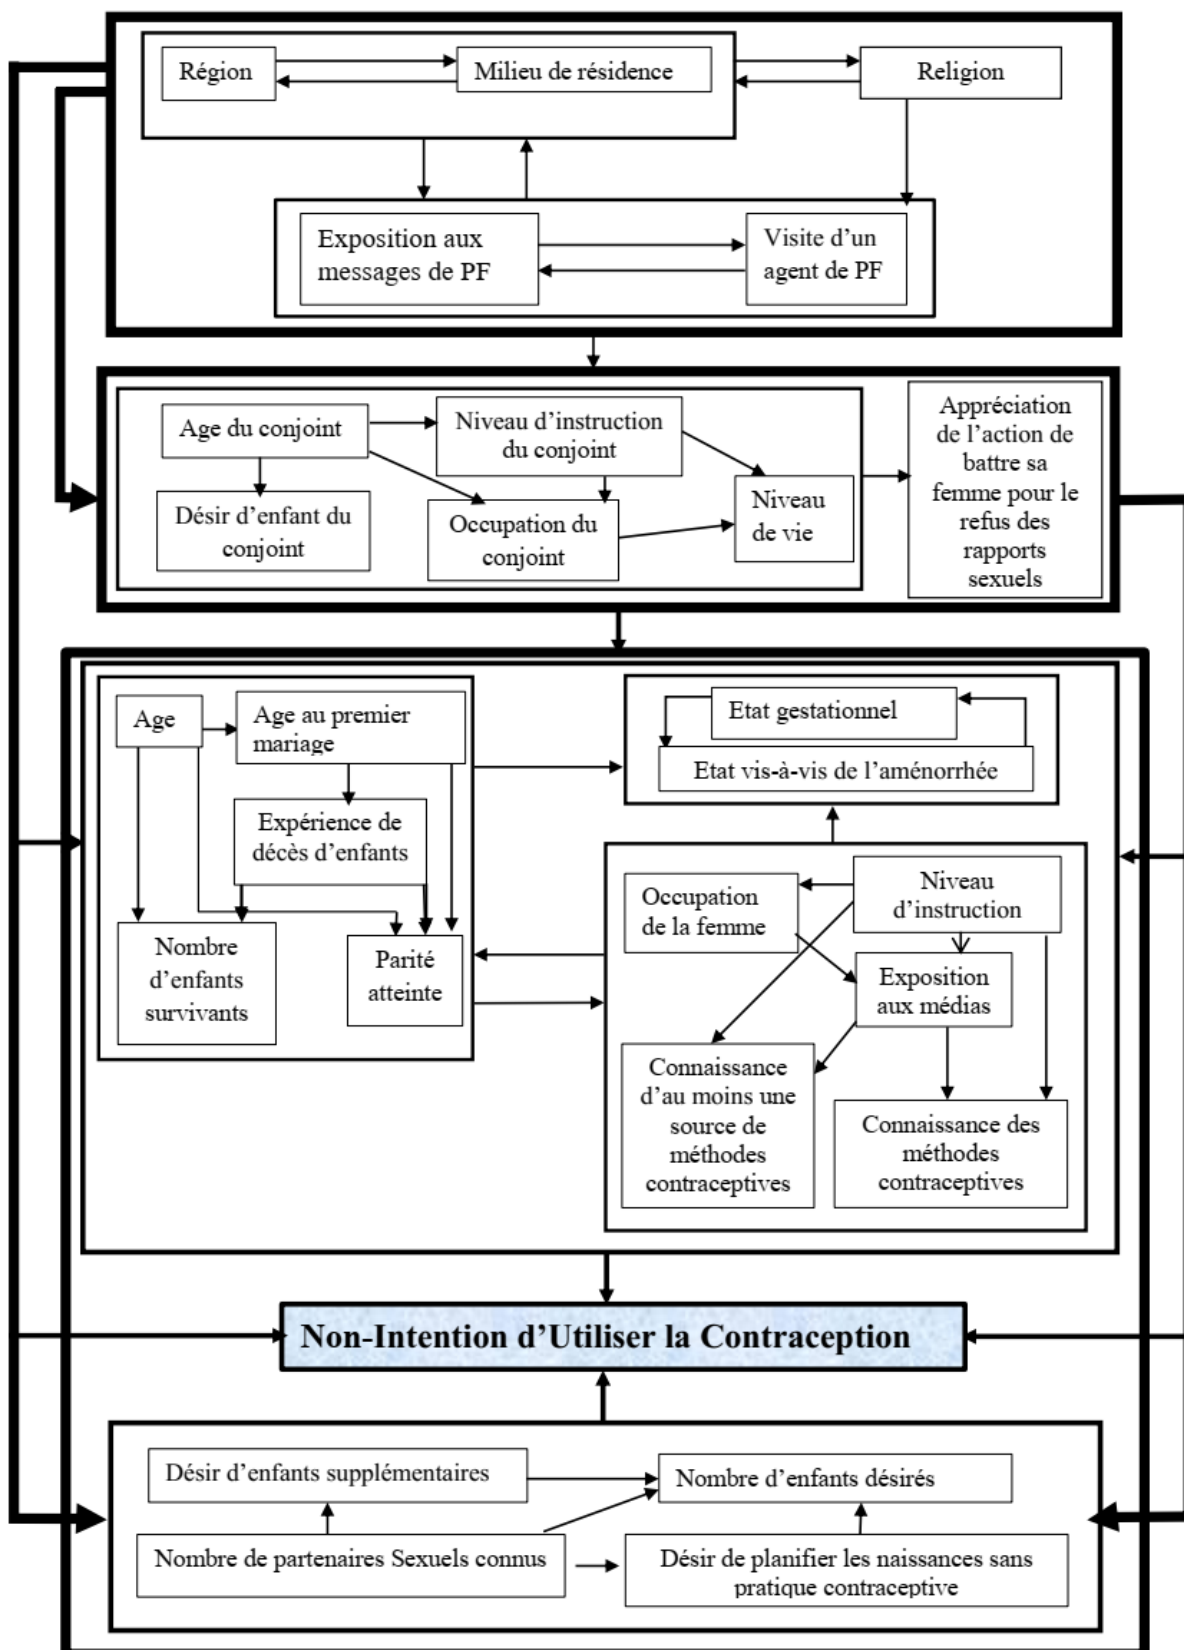 Région
Milieu de résidence
Religion
Exposition aux
messages de PF
Visite d’un
agent de PF
Age du conjoint
Niveau d’instruction
du conjoint
Désir d’enfant du
conjoint
Occupation du
conjoint
Niveau
de vie
Appréciation
de l’action de
battre sa
femme pour le
refus des
rapports
sexuels
Age
Age au premier
mariage
Expérience de
décès d’enfants
Nombre
d’enfants
survivants
Parité
atteinte
Etat gestationnel
Etat vis-à-vis de l’aménorrhée
Occupation
de la femme
Niveau
d’instruction
Exposition
aux médias
Connaissance
d’au moins une
source de
méthodes
contraceptives
Connaissance des
méthodes
contraceptives
Non-Intention d’Utiliser la Contraception
Désir d’enfants supplémentaires
Nombre d’enfants désirés
Nombre de partenaires Sexuels connus
Désir de planifier les naissances sans
pratique contraceptive